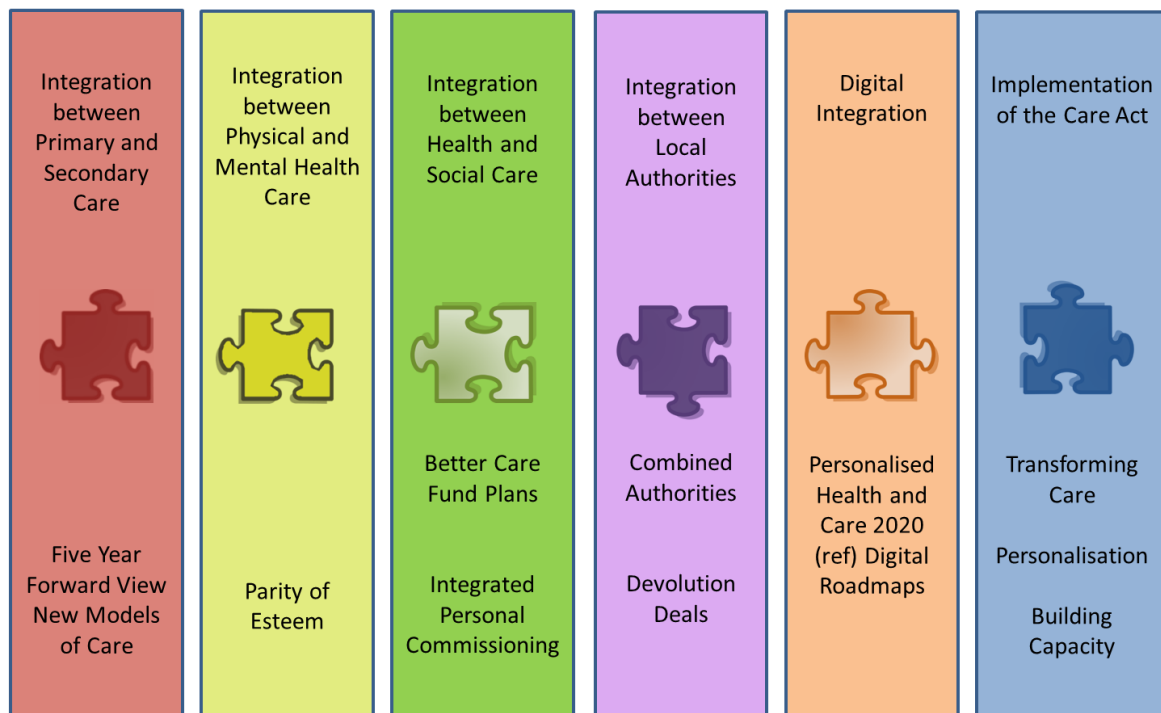 Integration
between
Primary and
Secondary
Care
Five Year
Forward View
New Models
of Care
Integration
between
Physical and
Mental Health
Care
Parity of
Esteem
Integration
between
Health and
Social Care
Better Care
Fund Plans
Integrated
Personal
Commissioning
Integration
between
Local
Authorities
Combined
Authorities
Devolution
Deals
Digital
Integration
Personalised
Health and
Care 2020
(ref) Digital
Roadmaps
Implementation
of the Care Act
Transforming
Care
Personalisation
Building
Capacity